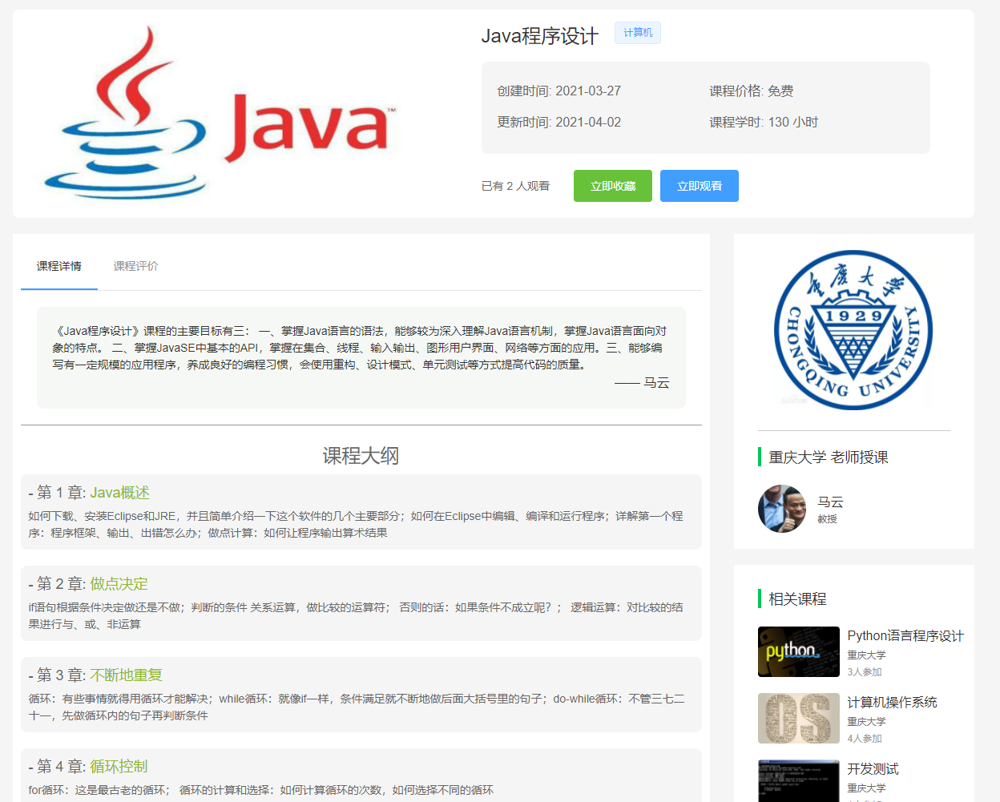 Java™
Java程序设计
计算机
创建时间: 2021-03-27
课程价格: 免费
更新时间: 2021-04-02
课程学时: 130 小时
已有 2 人观看
立即收藏
立即观看
课程详情
课程评价
《Java程序设计》课程的主要目标有三： 一、掌握Java语言的语法，能够较为深入理解Java语言机制，掌握Java语言面向对
象的特点。 二、掌握JavaSE中基本的API，掌握在集合、线程、输入输出、图形用户界面、网络等方面的应用。三、能够编
写有一定规模的应用程序，养成良好的编程习惯，会使用重构、设计模式、单元测试等方式提高代码的质量。
—— 马云
课程大纲
- 第 1 章: Java概述
如何下载、安装Eclipse和JRE，并且简单介绍一下这个软件的几个主要部分；如何在Eclipse中编辑、编译和运行程序；详解第一个程
序：程序框架、输出、出错怎么办；做点计算：如何让程序输出算术结果
- 第 2 章: 做点决定
if语句根据条件决定做还是不做；判断的条件 关系运算，做比较的运算符； 否则的话：如果条件不成立呢？； 逻辑运算：对比较的结
果进行与、或、非运算
- 第 3 章: 不断地重复
循环：有些事情就得用循环才能解决；while循环：就像if一样，条件满足就不断地做后面大括号里的句子；do-while循环：不管三七二
十一，先做循环内的句子再判断条件
- 第 4 章: 循环控制
for循环：这是最古老的循环； 循环的计算和选择：如何计算循环的次数，如何选择不同的循环
重庆大学
1929
CHONGQING UNIVERSITY
重庆大学 老师授课
马云
教授
相关课程
python
Python语言程序设计
重庆大学
3人参加
OS
计算机操作系统
重庆大学
4人参加
开发测试
重庆大学